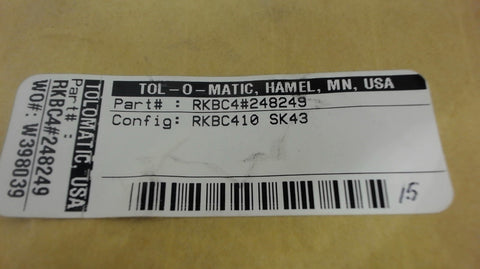 TOL-O-MATIC, HAMEL, MN, USA
Part# : RKBC4#248249
Config: RKBC410 SK43
15
TOLOMATIC - USA
Part# :
RKBC4#248249
WO#: W398039